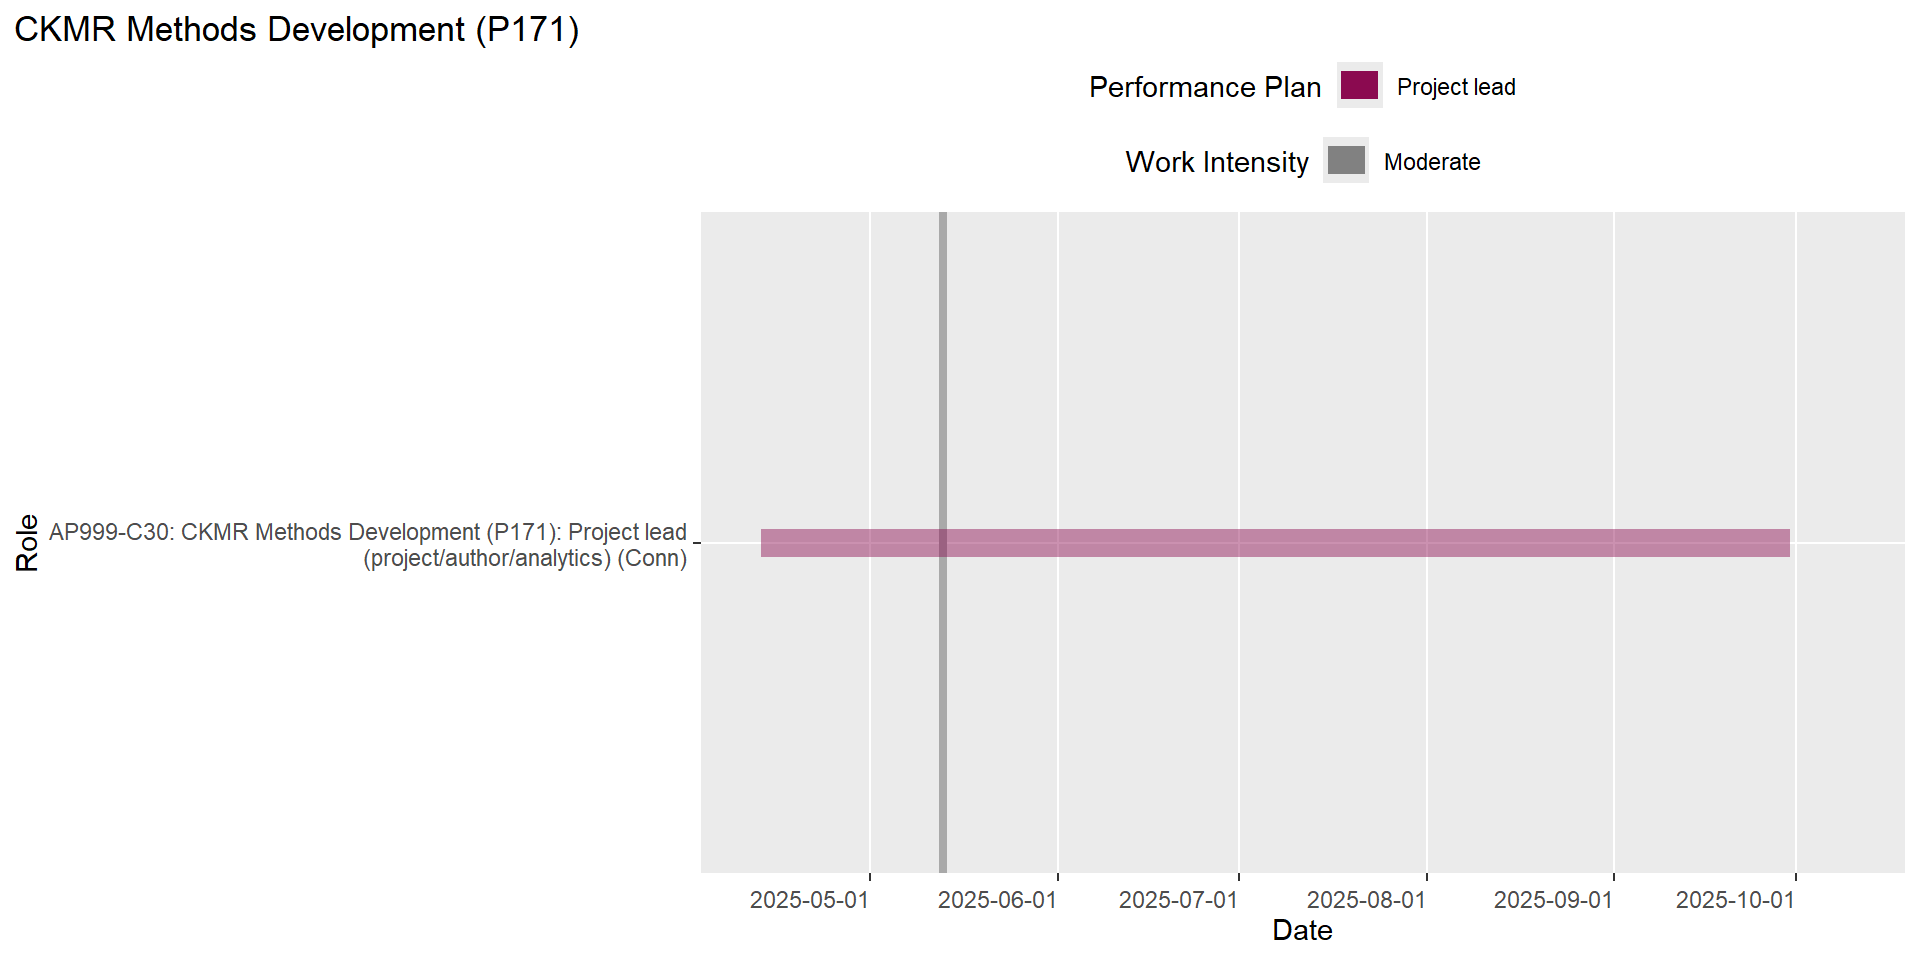 CKMR Methods Development (P171)
Performance Plan
Project lead
Work Intensity
Moderate
Role
AP999-C30: CKMR Methods Development (P171): Project lead
(project/author/analytics) (Conn)
2025-05-01
2025-06-01
2025-07-01
2025-08-01
2025-09-01
2025-10-01
Date